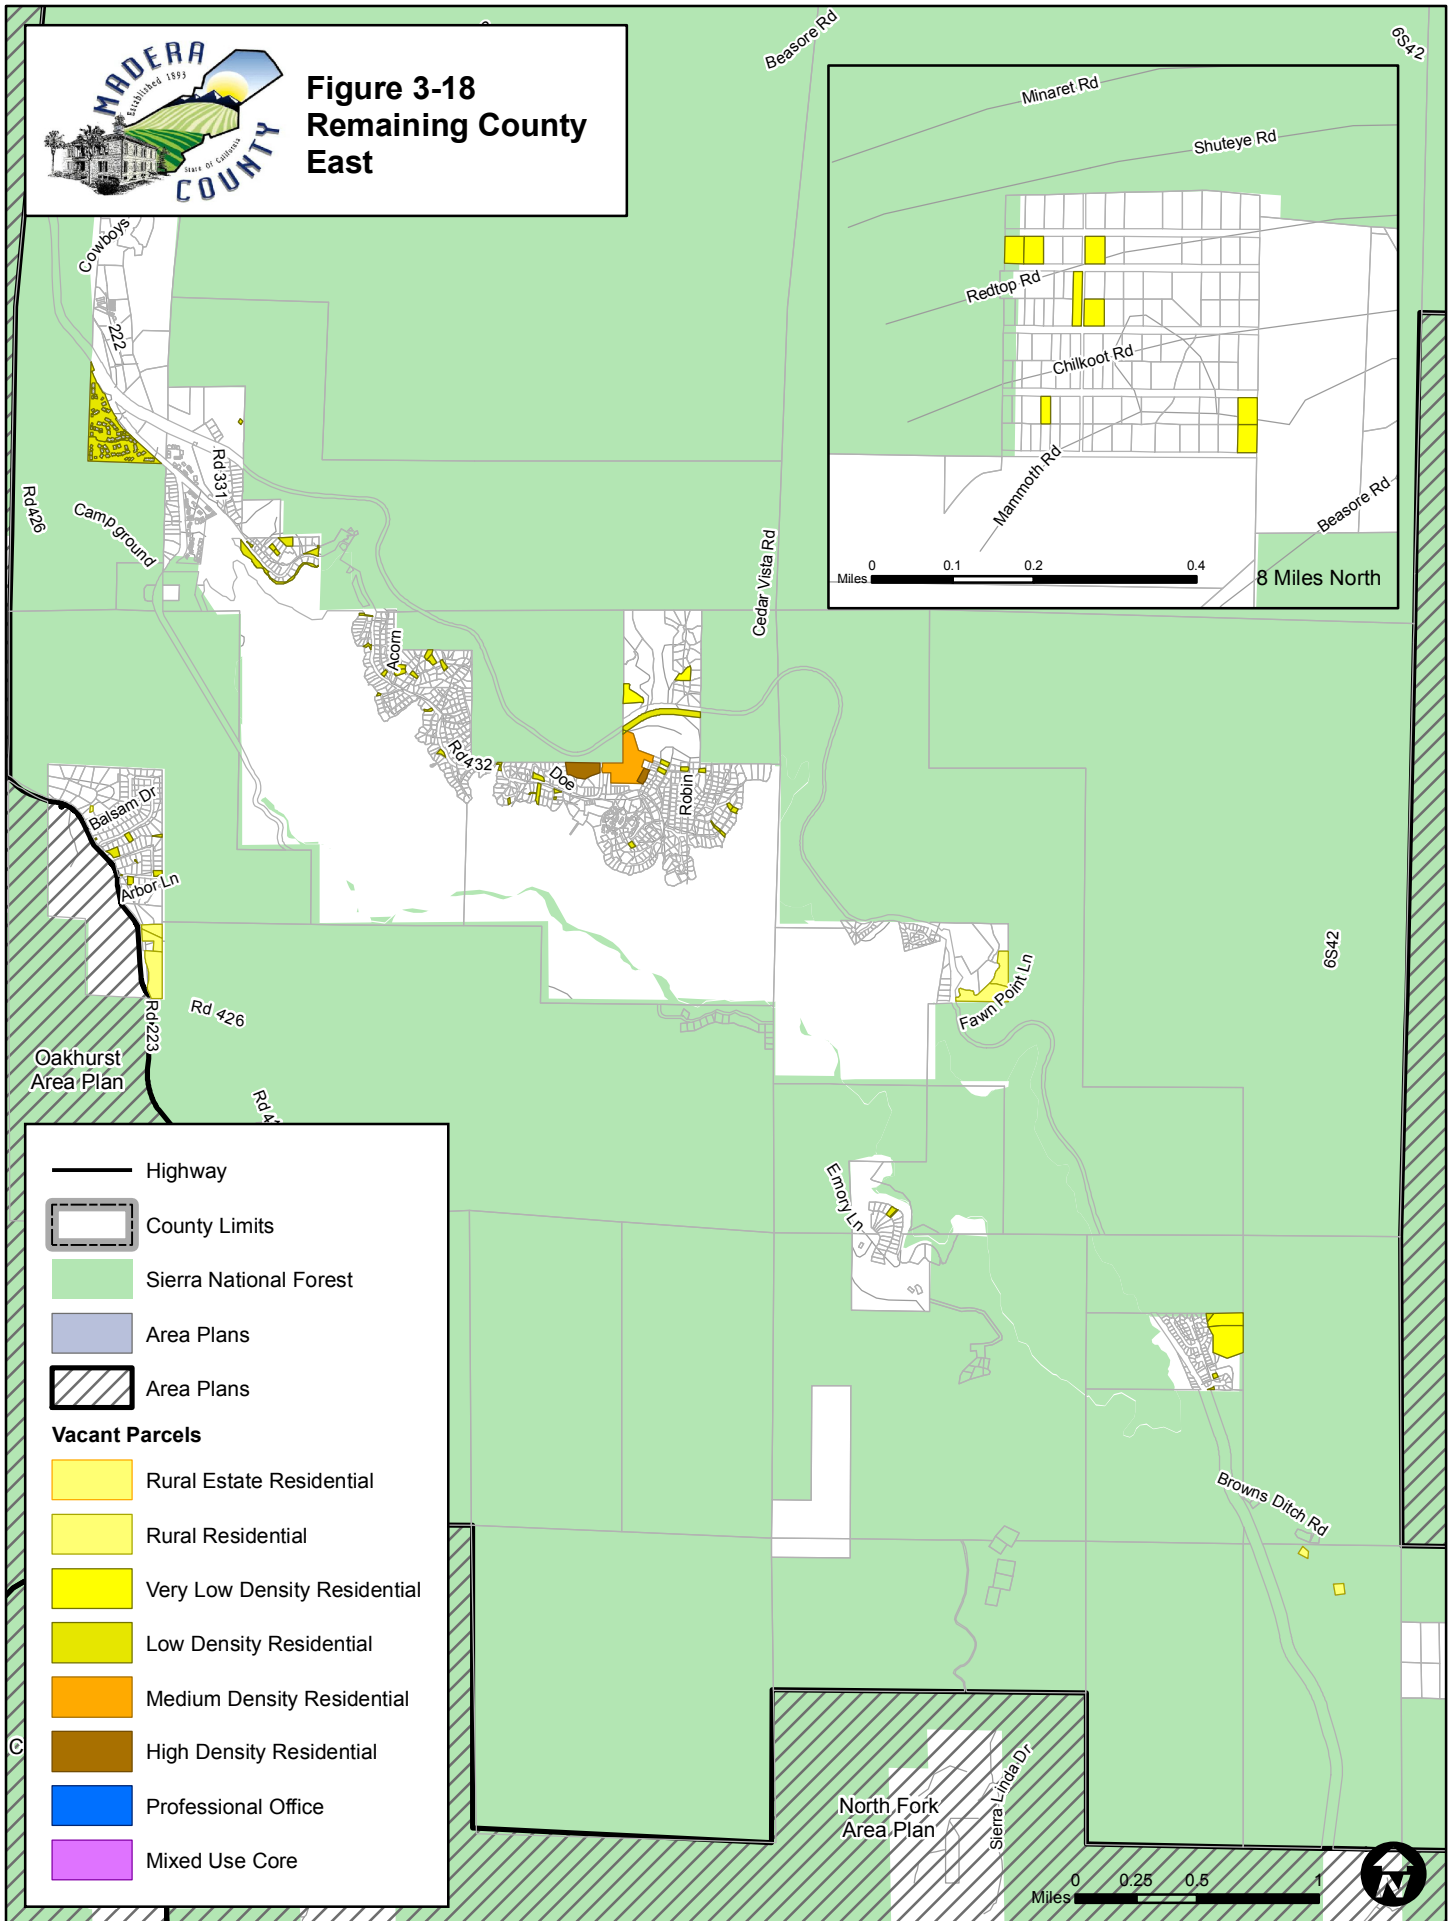 MADERA
Established 1893
State Of California
COUNTY
Figure 3-18
Remaining County
East
Beasore Rd
6S42
Minaret Rd
Shuteye Rd
Redtop Rd
Chilkoot Rd
Mammoth Rd
Beasore Rd
Miles
0
0.1
0.2
0.4
8 Miles North
Cowboys
222
Rd 331
Rd 426
Camp ground
Cedar Vista Rd
Acorn
Rd 432
Doe
Robin
Balsam Dr
Arbor Ln
Rd 223
Rd 426
Fawn Point Ln
6S42
Oakhurst
Area Plan
Emory Ln
Browns Ditch Rd
North Fork
Area Plan
Sierra Linda Dr
Highway
County Limits
Sierra National Forest
Area Plans
Area Plans
Vacant Parcels
Rural Estate Residential
Rural Residential
Very Low Density Residential
Low Density Residential
Medium Density Residential
High Density Residential
Professional Office
Mixed Use Core
C
Miles
0
0.25
0.5
1
N